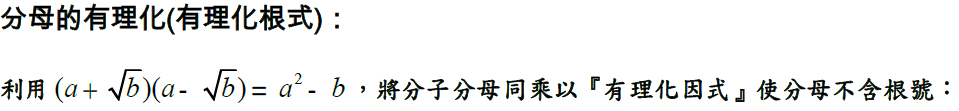 分母的有理化(有理化根式)：
利用 (a + √b)(a - √b) = a² - b，將分子分母同乘以『有理化因式』使分母不含根號：